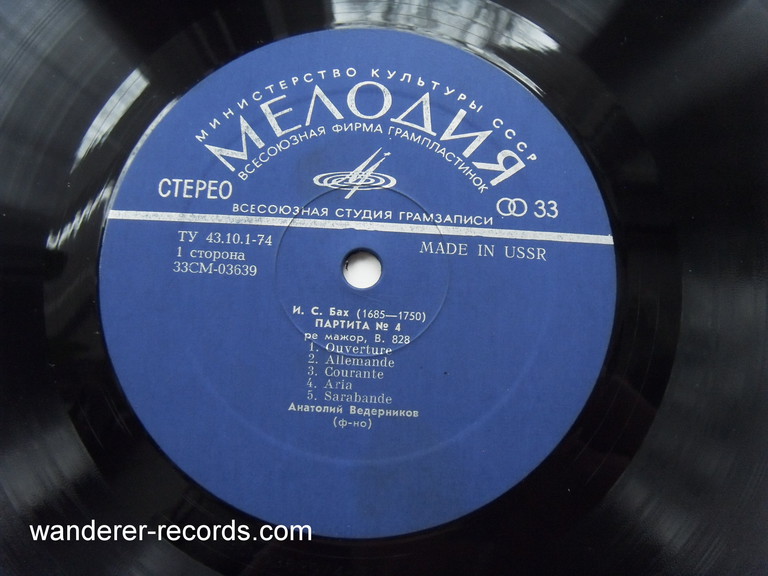 МИНИСТЕРСТВО КУЛЬТУРЫ СССР
МЕЛОДИЯ
ВСЕСОЮЗНАЯ ФИРМА ГРАМПЛАСТИНОК
СТЕРЕО
33
ВСЕСОЮЗНАЯ СТУДИЯ ГРАМЗАПИСИ
ТУ 43.10.1-74
MADE IN USSR
1 сторона
33СМ-03639
И. С. Бах (1685—1750)
ПАРТИТА № 4
ре мажор, В. 828
1. Ouverture
2. Allemande
3. Courante
4. Aria
5. Sarabande
Анатолий Ведерников
(ф-но)
wanderer-records.com